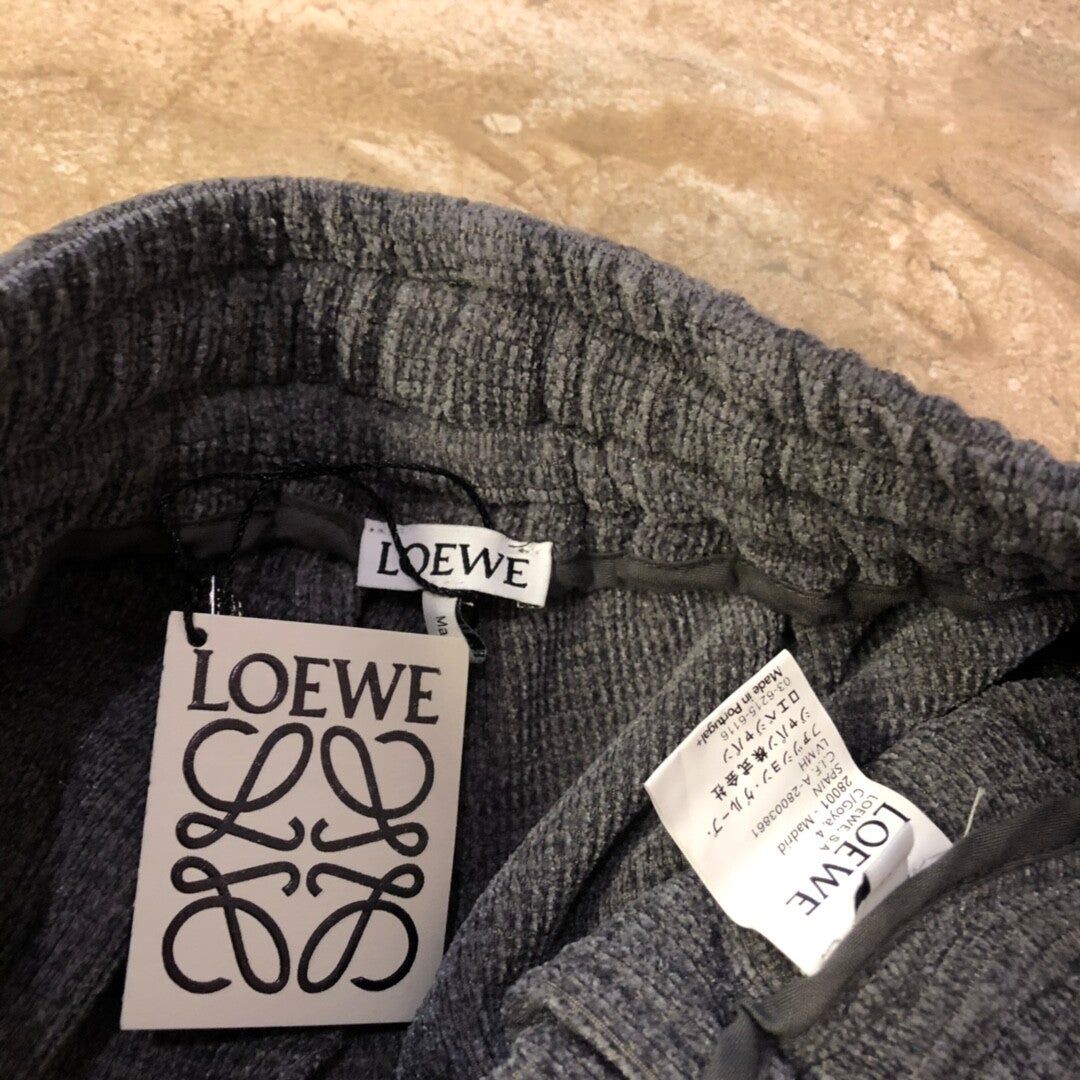 LOEWE
Ma
LOEWE
LOEWE
LOEWE, S.A.
C/Goya, 4
28001 - Madrid
SPAIN
C.I.F. A-28003861
LVMH
ファッション・グループ
ジャパン株式会社
ロエベジャパン
03-6215-6116
Made in Portugal